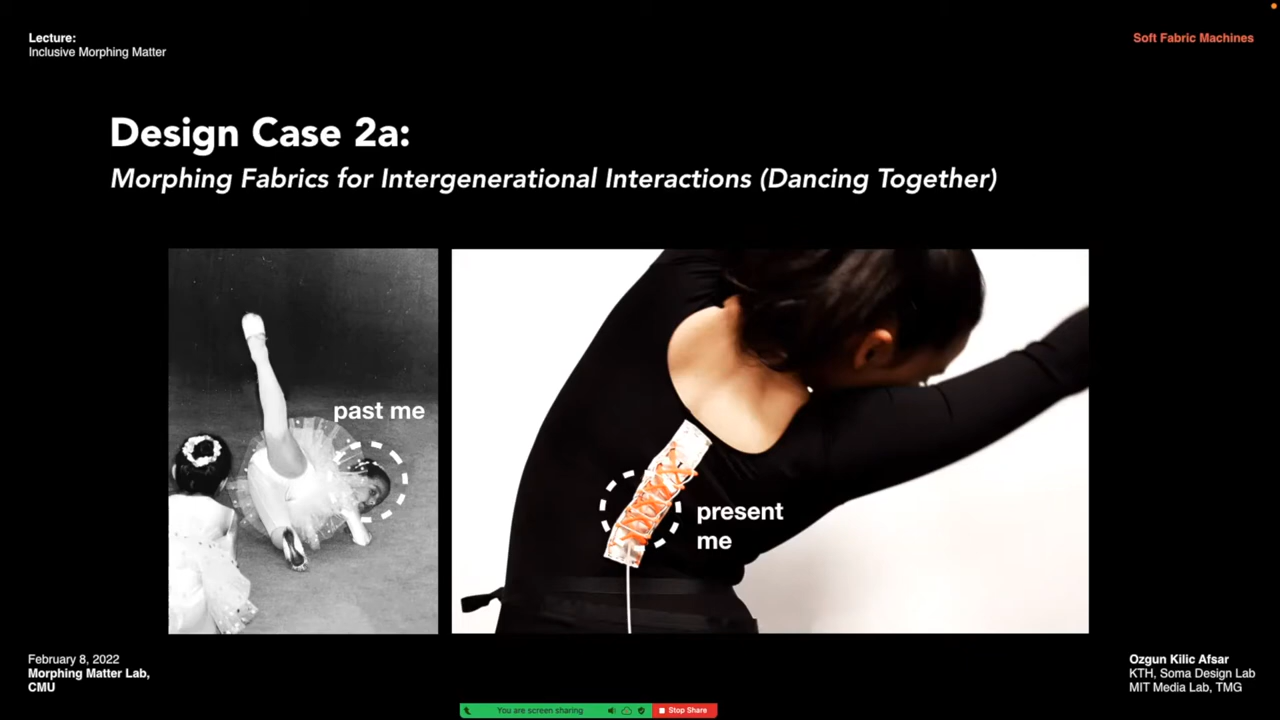 Lecture:
Inclusive Morphing Matter
Soft Fabric Machines
Design Case 2a:
Morphing Fabrics for Intergenerational Interactions (Dancing Together)
past me
present
me
February 8, 2022
Morphing Matter Lab,
CMU
Ozgun Kilic Afsar
KTH, Soma Design Lab
MIT Media Lab, TMG
You are screen sharing
Stop Share